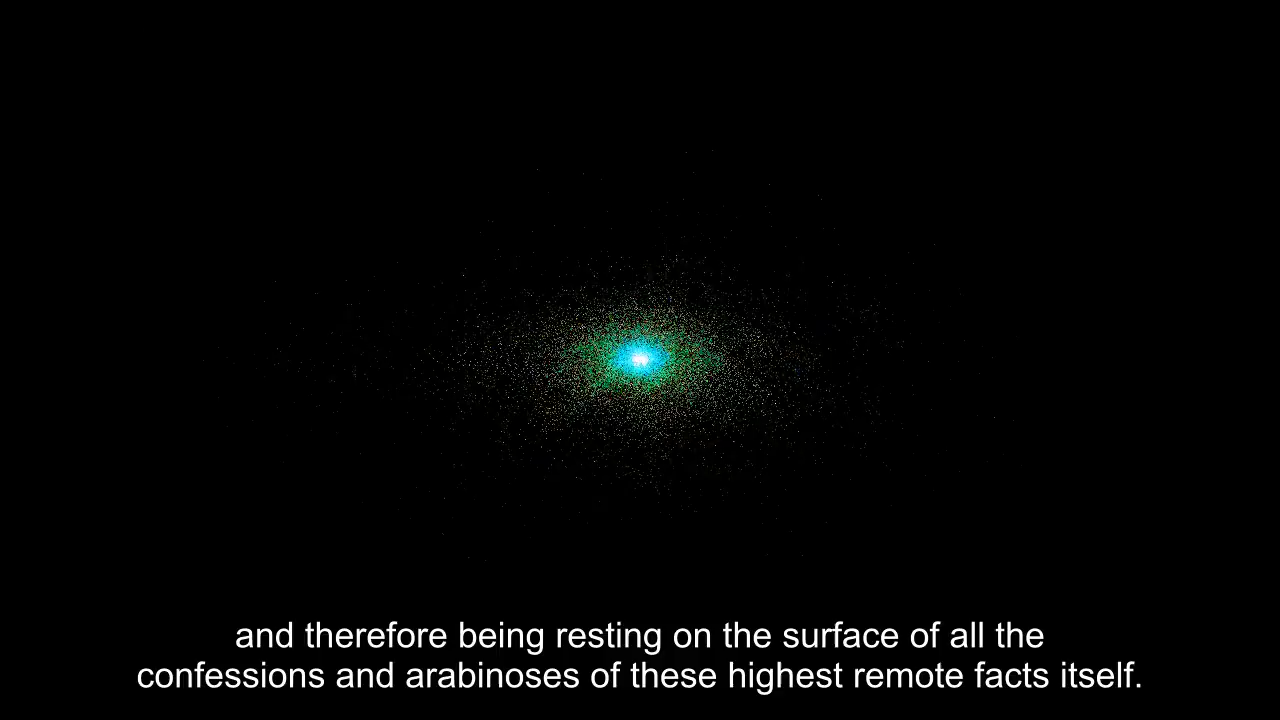 and therefore being resting on the surface of all the
confessions and arabinoses of these highest remote facts itself.